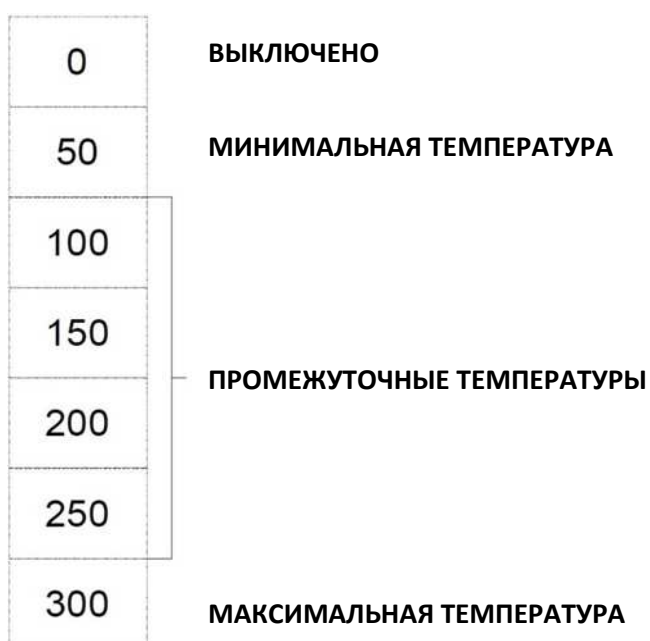 0 ВЫКЛЮЧЕНО
50 МИНИМАЛЬНАЯ ТЕМПЕРАТУРА
100
150
ПРОМЕЖУТОЧНЫЕ ТЕМПЕРАТУРЫ
200
250
300 МАКСИМАЛЬНАЯ ТЕМПЕРАТУРА